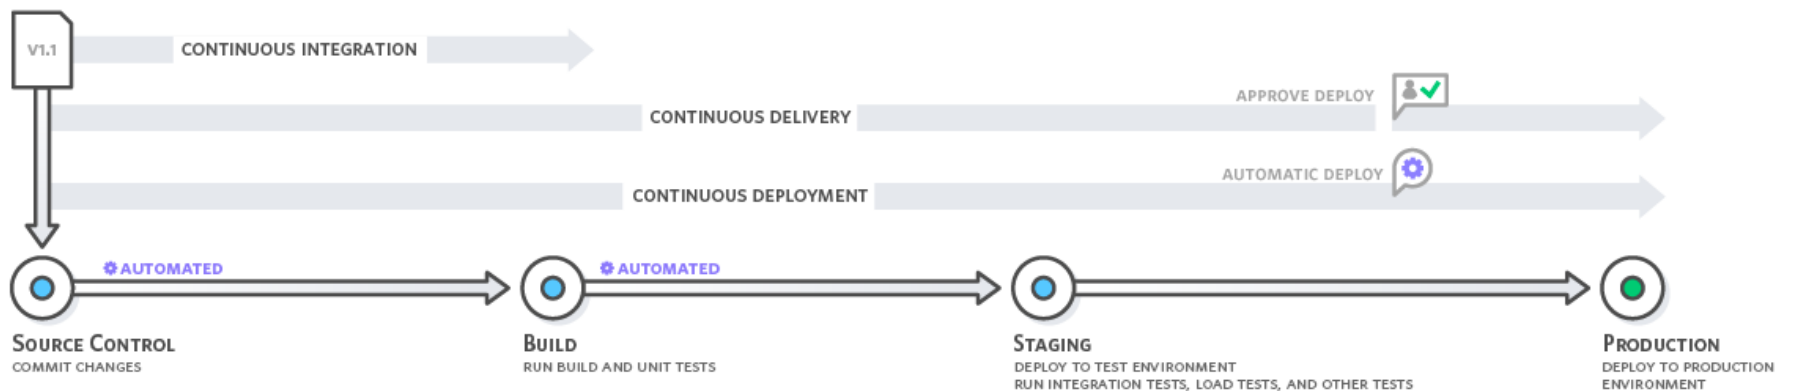 V1.1
CONTINUOUS INTEGRATION
APPROVE DEPLOY
CONTINUOUS DELIVERY
AUTOMATIC DEPLOY
CONTINUOUS DEPLOYMENT
AUTOMATED
AUTOMATED
SOURCE CONTROL
COMMIT CHANGES
BUILD
RUN BUILD AND UNIT TESTS
STAGING
DEPLOY TO TEST ENVIRONMENT
RUN INTEGRATION TESTS, LOAD TESTS, AND OTHER TESTS
PRODUCTION
DEPLOY TO PRODUCTION
ENVIRONMENT